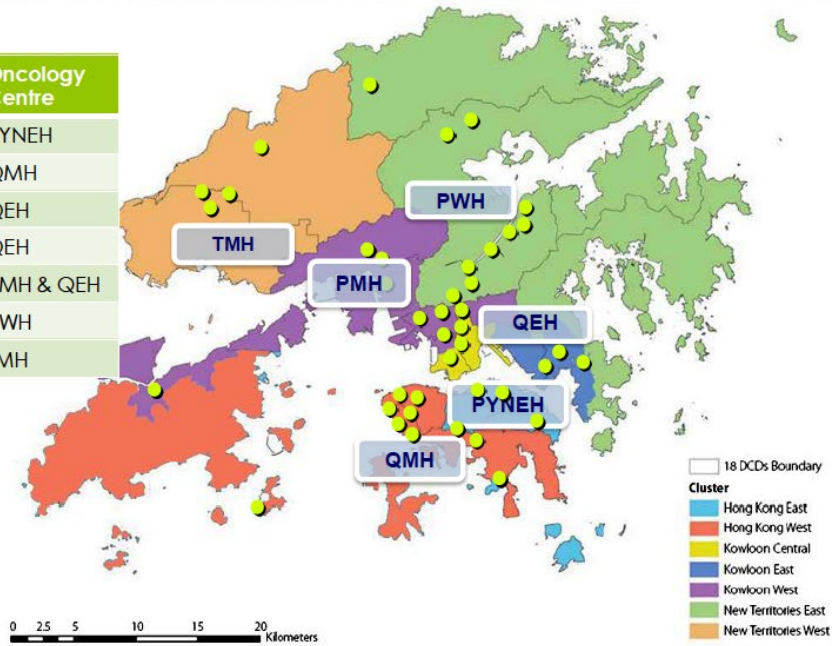 ncology
entre
YNEH
QMH
QEH
QEH
MH & QEH
WH
MH
PWH
TMH
PMH
QEH
PYNEH
QMH
18 DCDs Boundary
Cluster
Hong Kong East
Hong Kong West
Kowloon Central
Kowloon East
Kowloon West
New Territories East
New Territories West
0 2.5 5 10 15 20
Kilometers